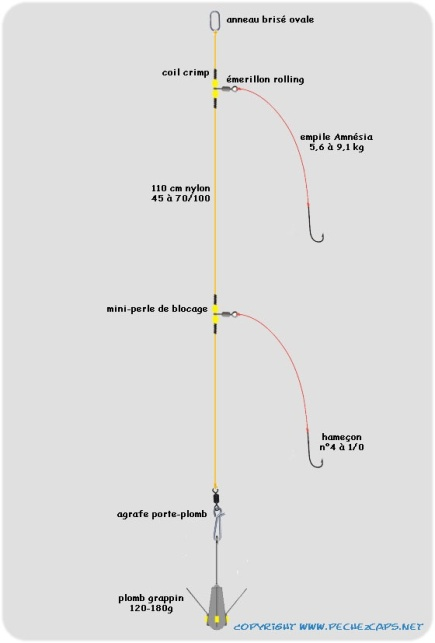 anneau brisé ovale
coil crimp
émerillon rolling
empile Amnésia
5,6 à 9,1 kg
110 cm nylon
45 à 70/100
mini-perle de blocage
hameçon
n°4 à 1/0
agrafe porte-plomb
plomb grappin
120-180g
COPYRIGHT WWW.PECHE2CAPS.NET